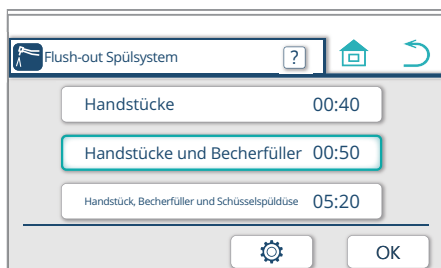 Flush-out Spülsystem ?
Handstücke 00:40
Handstücke und Becherfüller 00:50
Handstück, Becherfüller und Schüsselspüldüse 05:20
OK